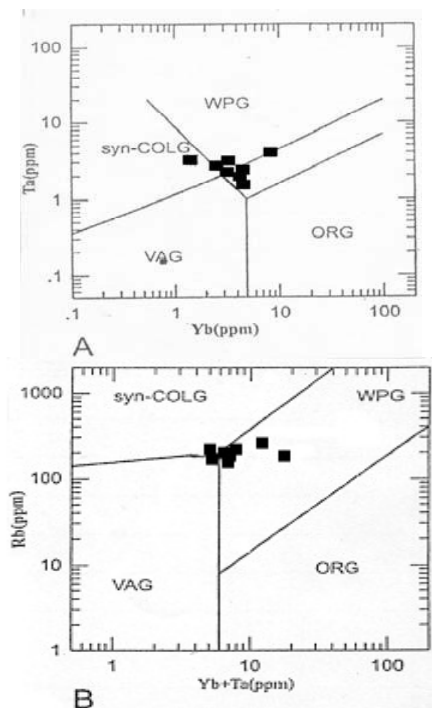 100
WPG
10
syn-COLG
Ta(ppm)
1
VAG
ORG
.1
.1
1
10
100
Yb(ppm)
A
1000
syn-COLG
WPG
100
Rb(ppm)
10
VAG
ORG
1
1
10
100
Yb+Ta(ppm)
B